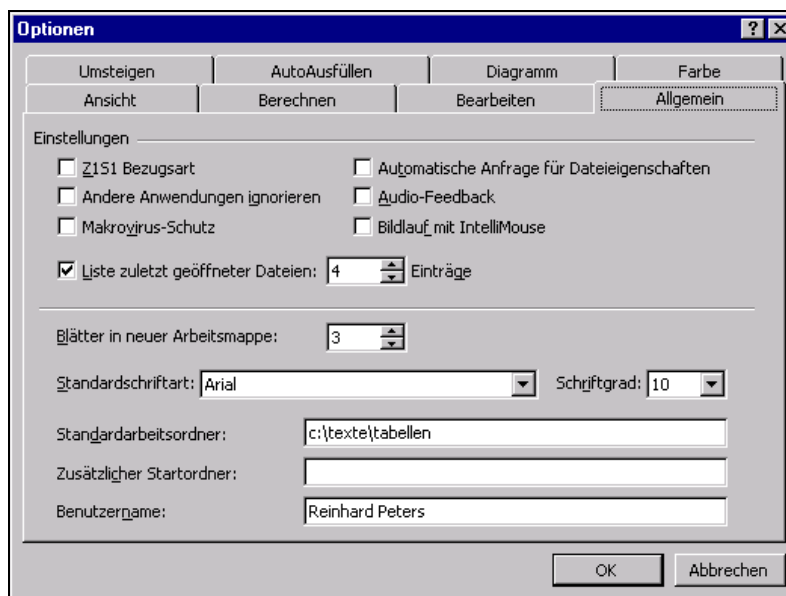 Optionen
Umsteigen AutoAusfüllen Diagramm Farbe
Ansicht Berechnen Bearbeiten Allgemein
Einstellungen
Z1S1 Bezugsart Automatische Anfrage für Dateieigenschaften
Andere Anwendungen ignorieren Audio-Feedback
Makrovirus-Schutz Bildlauf mit IntelliMouse
Liste zuletzt geöffneter Dateien: 4 Einträge
Blätter in neuer Arbeitsmappe: 3
Standardschriftart: Arial Schriftgrad: 10
Standardarbeitsordner: c:\texte\tabellen
Zusätzlicher Startordner:
Benutzername: Reinhard Peters
OK Abbrechen